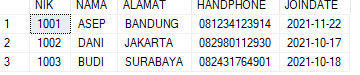 NIK NAMA ALAMAT HANDPHONE JOINDATE
1 1001 ASEP BANDUNG 081234123914 2021-11-22
2 1002 DANI JAKARTA 082980112930 2021-10-17
3 1003 BUDI SURABAYA 082431764901 2021-10-18